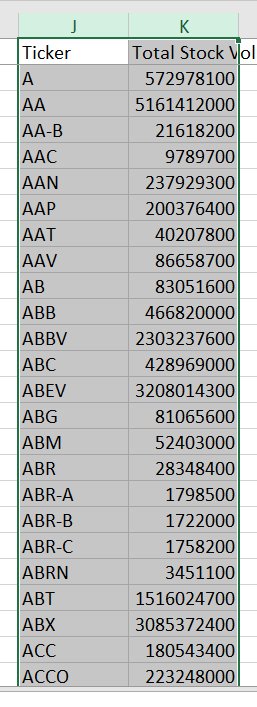 J K
Ticker Total Stock Vol
A 572978100
AA 5161412000
AA-B 21618200
AAC 9789700
AAN 237929300
AAP 200376400
AAT 40207800
AAV 86658700
AB 83051600
ABB 466820000
ABBV 2303237600
ABC 428969000
ABEV 3208014300
ABG 81065600
ABM 52403000
ABR 28348400
ABR-A 1798500
ABR-B 1722000
ABR-C 1758200
ABRN 3451100
ABT 1516024700
ABX 3085372400
ACC 180543400
ACCO 223248000